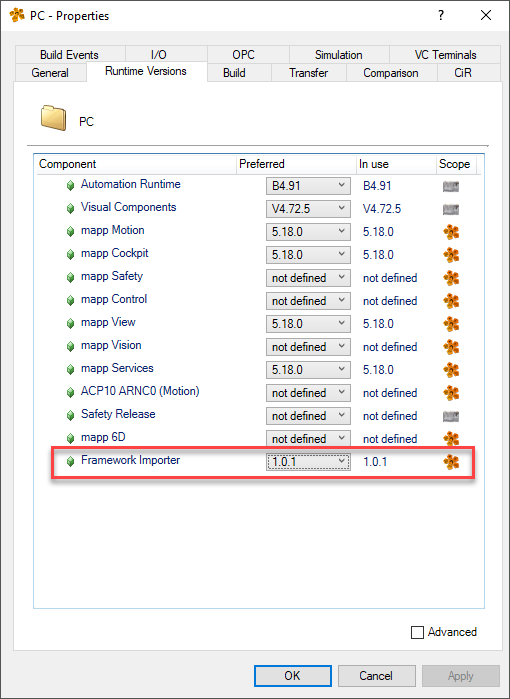 PC - Properties
Build Events I/O OPC Simulation VC Terminals
General Runtime Versions Build Transfer Comparison CiR
PC
Component Preferred In use Scope
Automation Runtime B4.91 B4.91
Visual Components V4.72.5 V4.72.5
mapp Motion 5.18.0 5.18.0
mapp Cockpit 5.18.0 5.18.0
mapp Safety not defined not defined
mapp Control not defined not defined
mapp View 5.18.0 5.18.0
mapp Vision not defined not defined
mapp Services 5.18.0 5.18.0
ACP10 ARNC0 (Motion) not defined not defined
Safety Release not defined not defined
mapp 6D not defined not defined
Framework Importer 1.0.1 1.0.1
Advanced
OK Cancel Apply